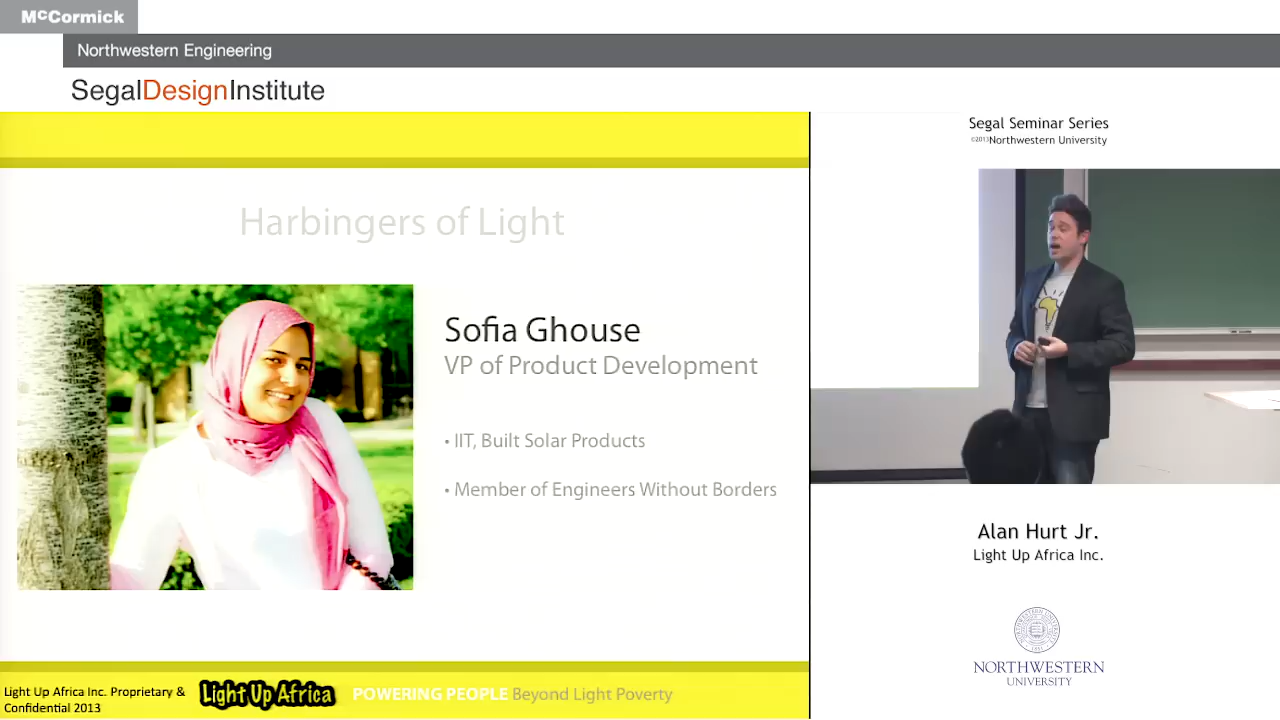 McCormick
Northwestern Engineering
SegalDesignInstitute
Harbingers of Light
Sofia Ghouse
VP of Product Development
• IIT, Built Solar Products
• Member of Engineers Without Borders
Light Up Africa Inc. Proprietary &
Confidential 2013
Light Up Africa
POWERING PEOPLE Beyond Light Poverty
Segal Seminar Series
©2013Northwestern University
Alan Hurt Jr.
Light Up Africa Inc.
NORTHWESTERN
UNIVERSITY